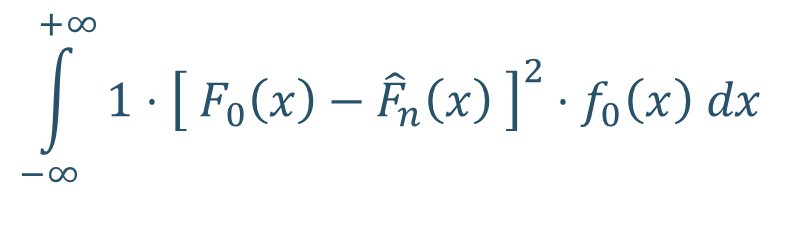 ∫_{-∞}^{+∞} 1 · [ F₀(x) − F̂ₙ(x) ]² · f₀(x) dx